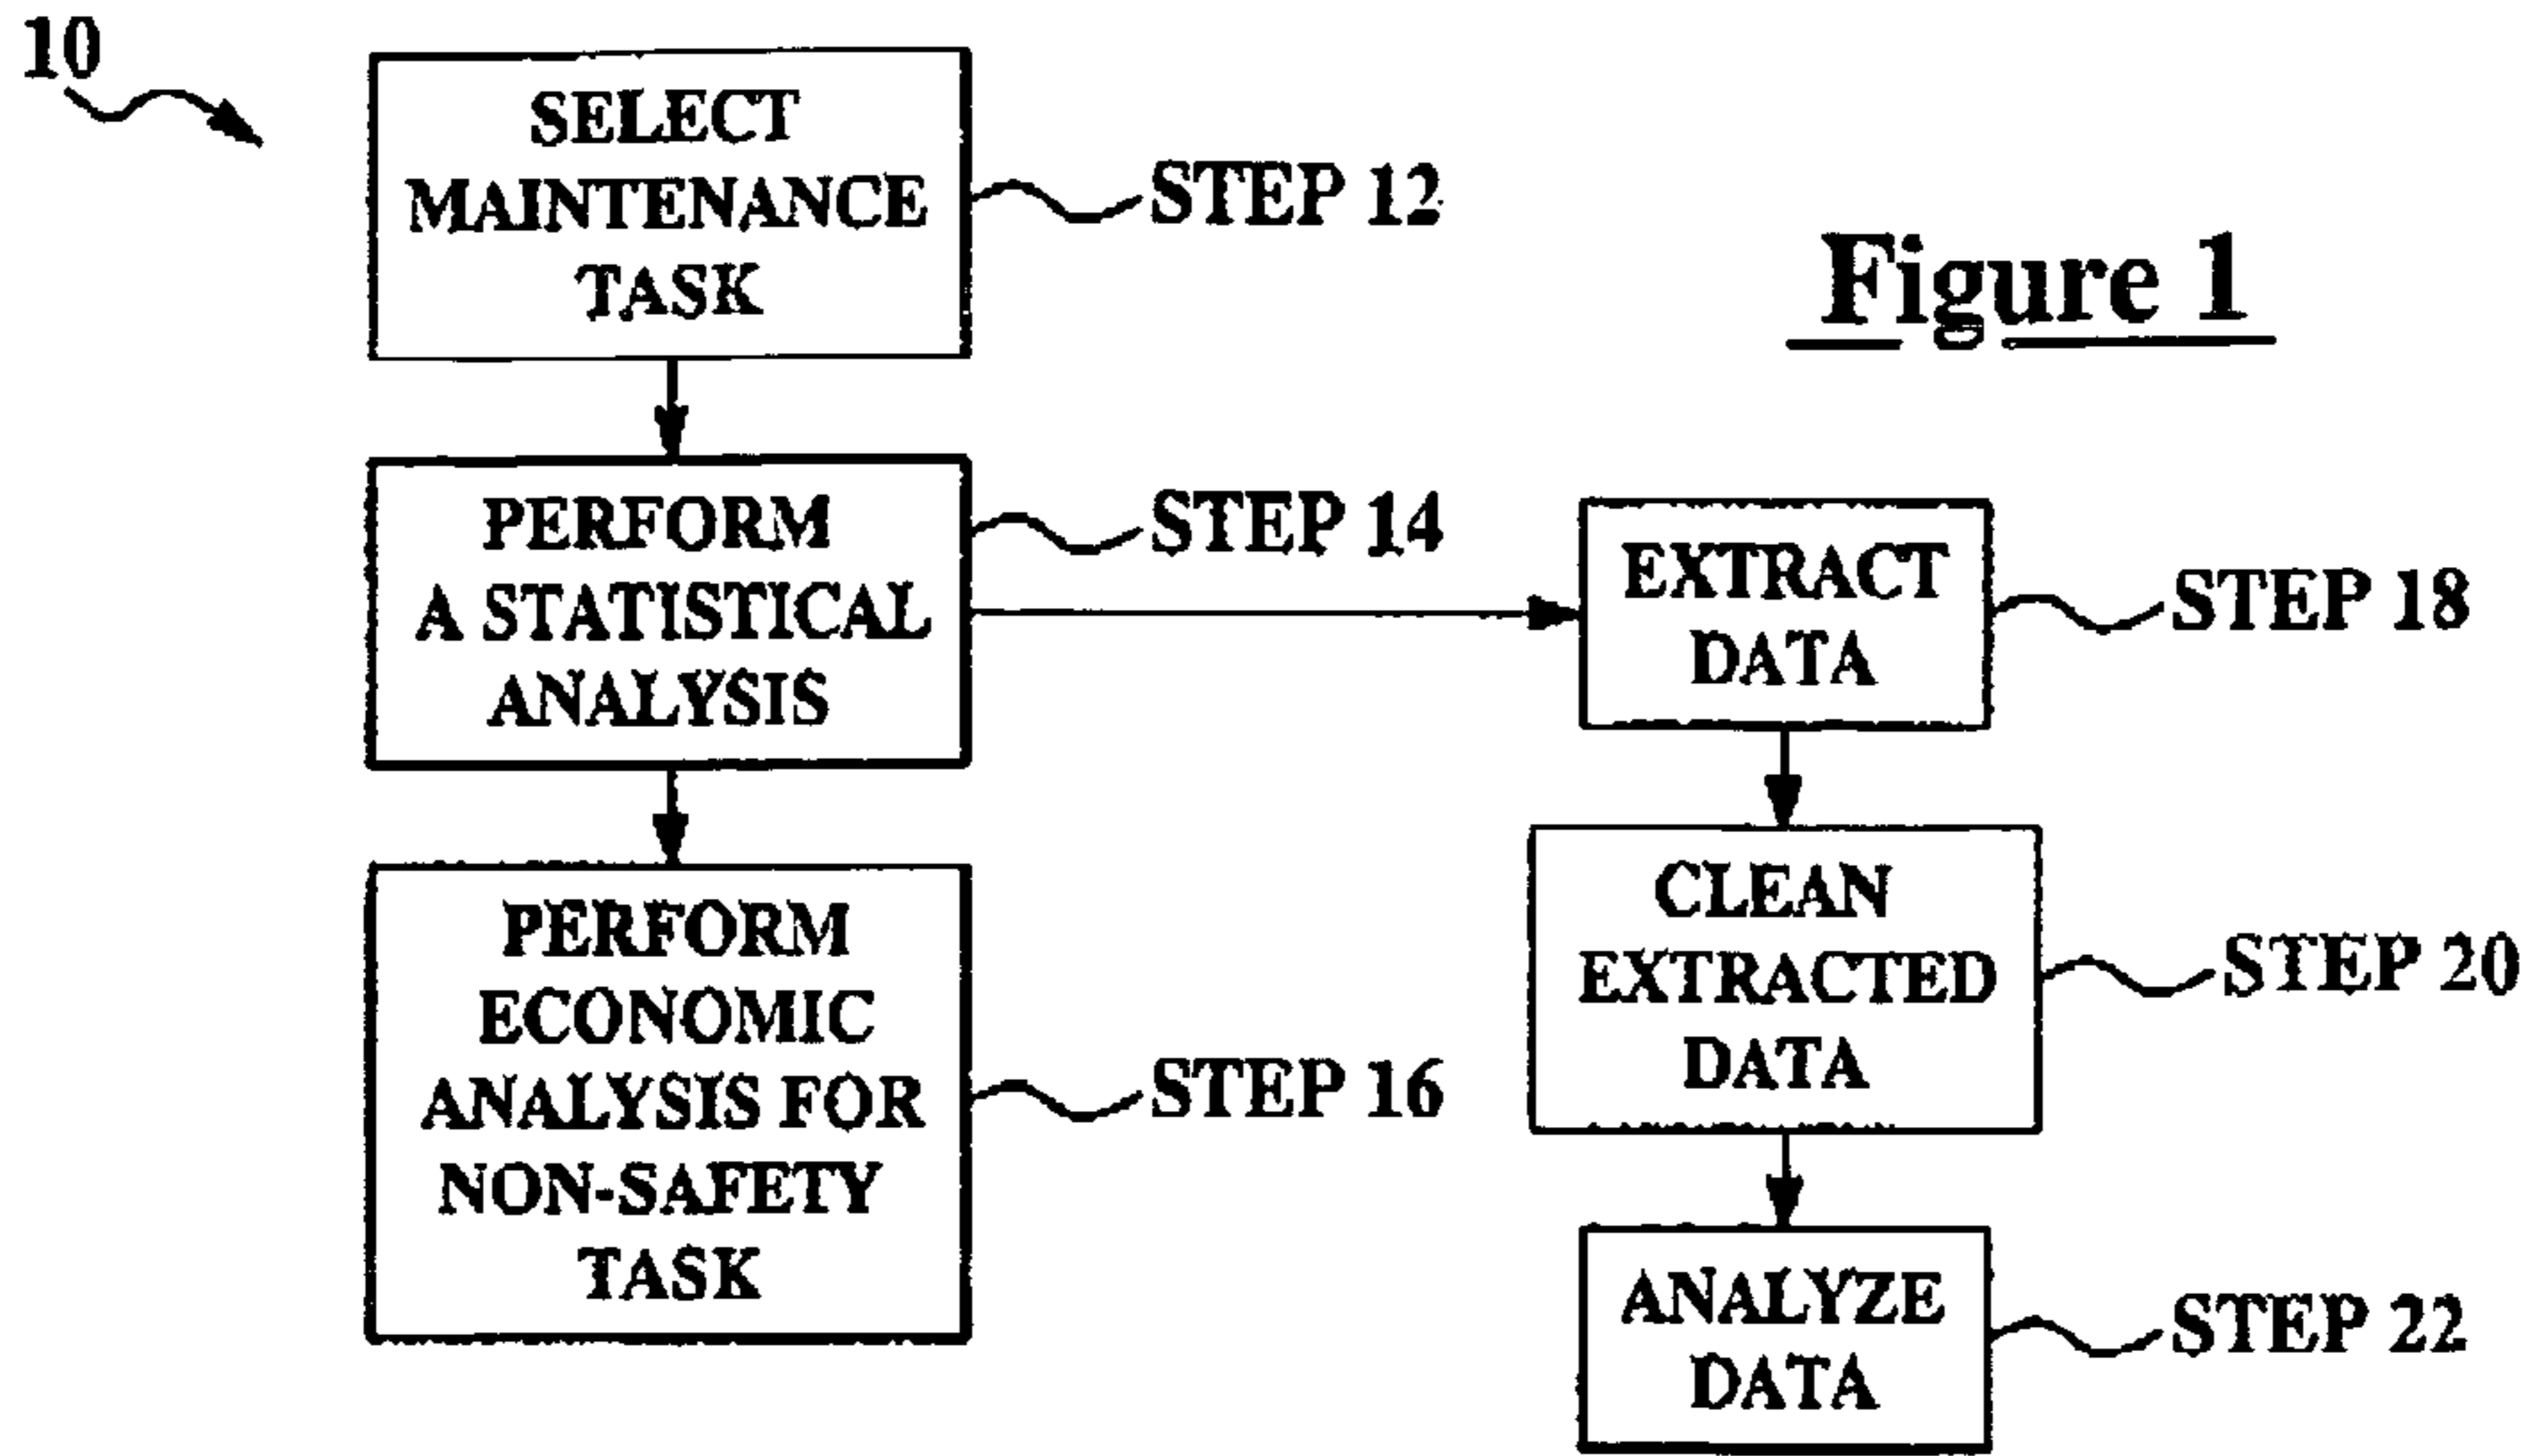 10
SELECT
MAINTENANCE
TASK
STEP 12
Figure 1
PERFORM
A STATISTICAL
ANALYSIS
STEP 14
EXTRACT
DATA
STEP 18
PERFORM
ECONOMIC
ANALYSIS FOR
NON-SAFETY
TASK
STEP 16
CLEAN
EXTRACTED
DATA
STEP 20
ANALYZE
DATA
STEP 22